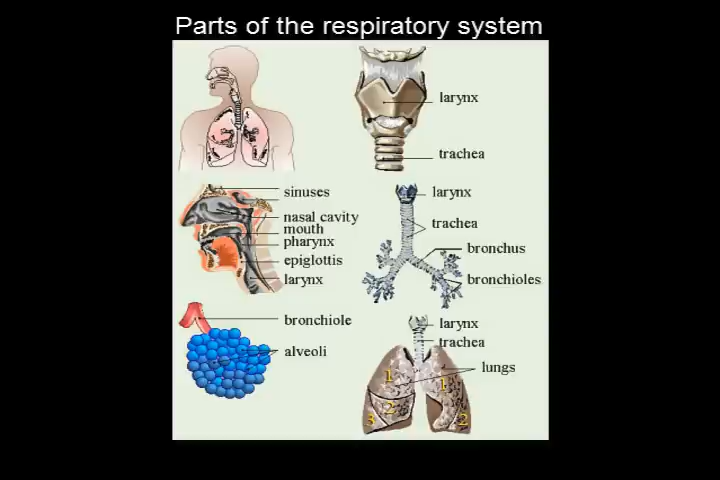 Parts of the respiratory system
larynx
trachea
sinuses
nasal cavity
mouth
pharynx
epiglottis
larynx
larynx
trachea
bronchus
bronchioles
bronchiole
alveoli
larynx
trachea
lungs
1
1
2
3
2